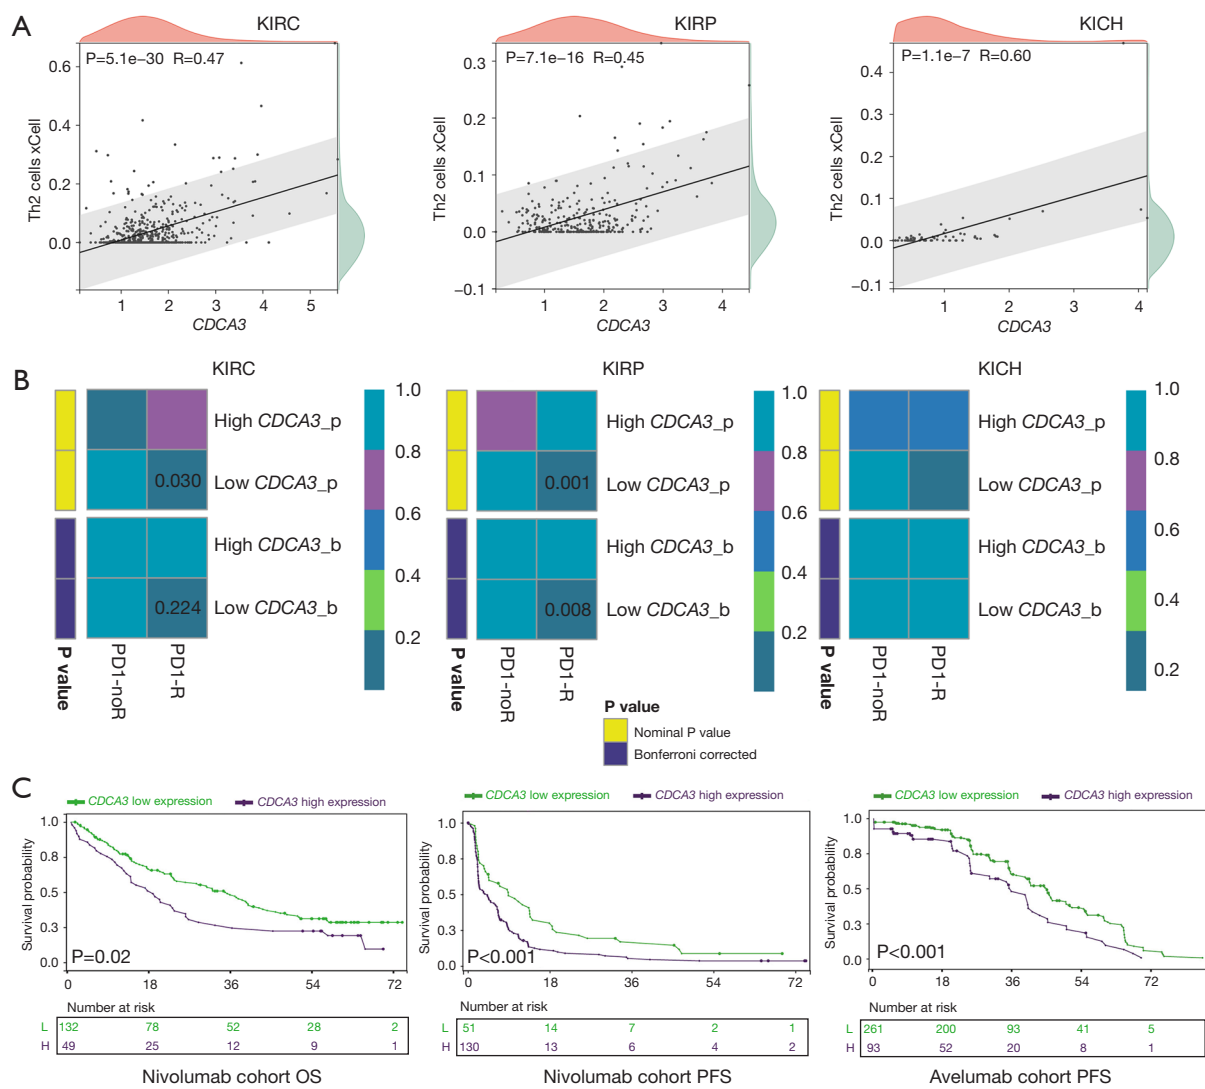 A
KIRC
KIRP
KICH
P=5.1e−30 R=0.47
P=7.1e−16 R=0.45
P=1.1e−7 R=0.60
Th2 cells xCell
0.6
0.4
0.2
0.0
1 2 3 4 5
CDCA3
Th2 cells xCell
0.3
0.2
0.1
0.0
−0.1
1 2 3 4
CDCA3
Th2 cells xCell
0.4
0.3
0.2
0.1
0.0
−0.1
1 2 3 4
CDCA3
B
KIRC
KIRP
KICH
High CDCA3_p
0.030 Low CDCA3_p
High CDCA3_b
0.224 Low CDCA3_b
1.0
0.8
0.6
0.4
0.2
P value
PD1-noR
PD1-R
High CDCA3_p
0.001 Low CDCA3_p
High CDCA3_b
0.008 Low CDCA3_b
1.0
0.8
0.6
0.4
0.2
P value
PD1-noR
PD1-R
High CDCA3_p
Low CDCA3_p
High CDCA3_b
Low CDCA3_b
1.0
0.8
0.6
0.4
0.2
P value
PD1-noR
PD1-R
P value
Nominal P value
Bonferroni corrected
C
CDCA3 low expression CDCA3 high expression
Survival probability
1.0
0.8
0.5
0.3
0.0
P=0.02
0 18 36 54 72
Number at risk
L 132 78 52 28 2
H 49 25 12 9 1
Nivolumab cohort OS
CDCA3 low expression CDCA3 high expression
Survival probability
1.0
0.8
0.5
0.3
0.0
P<0.001
0 18 36 54 72
Number at risk
L 51 14 7 2 1
H 130 13 6 4 2
Nivolumab cohort PFS
CDCA3 low expression CDCA3 high expression
Survival probability
1.0
0.8
0.5
0.3
0.0
P<0.001
0 18 36 54 72
Number at risk
L 261 200 93 41 5
H 93 52 20 8 1
Avelumab cohort PFS